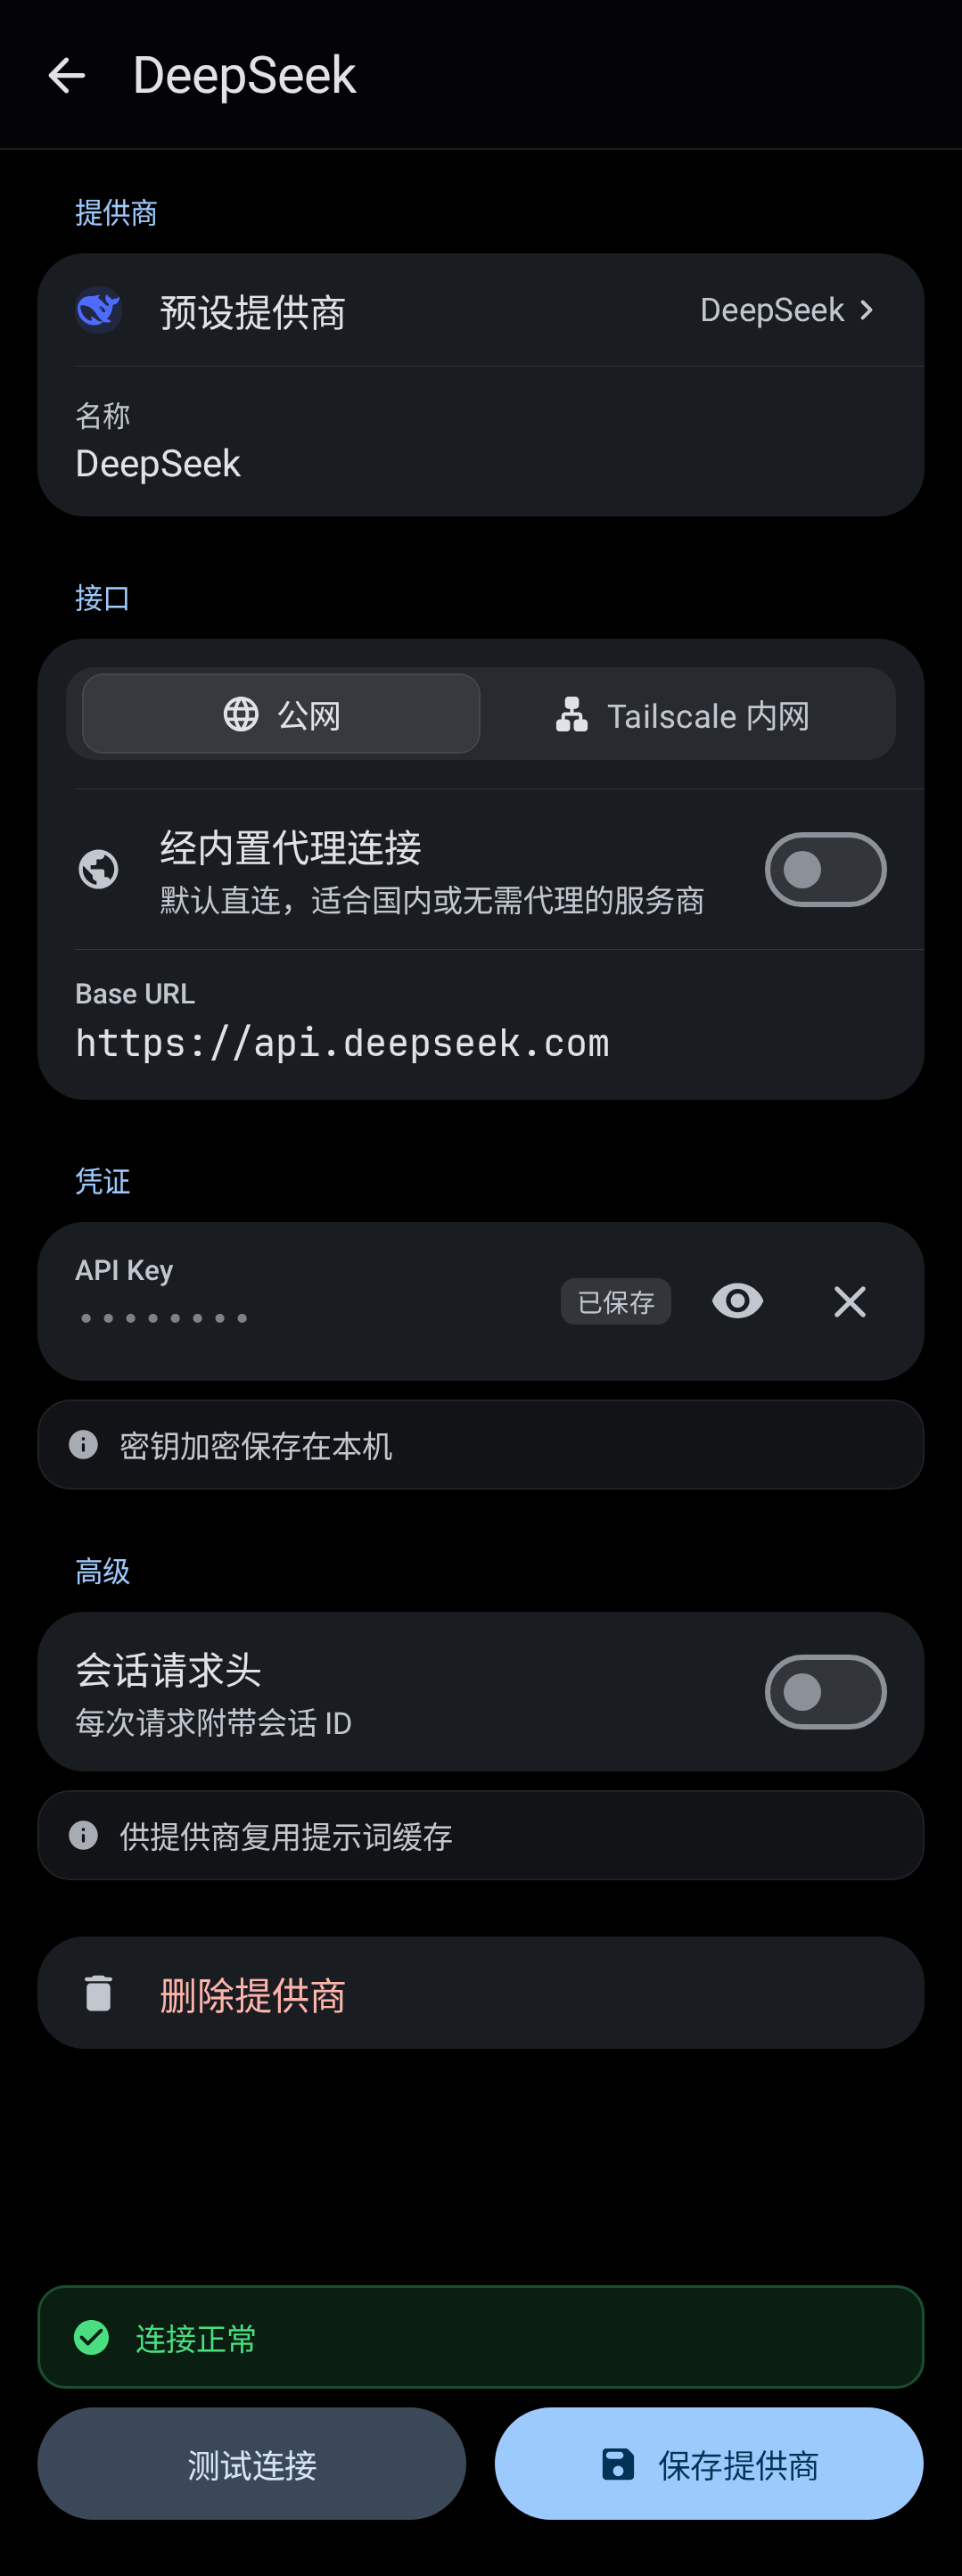 DeepSeek
提供商
预设提供商
DeepSeek
名称
DeepSeek
接口
公网
Tailscale 内网
经内置代理连接
默认直连，适合国内或无需代理的服务商
Base URL
https://api.deepseek.com
凭证
API Key
••••••••
已保存
密钥加密保存在本机
高级
会话请求头
每次请求附带会话 ID
供提供商复用提示词缓存
删除提供商
连接正常
测试连接
保存提供商